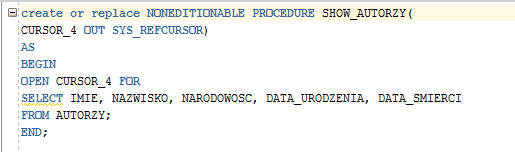 create or replace NONEDITIONABLE PROCEDURE SHOW_AUTORZY(
CURSOR_4 OUT SYS_REFCURSOR)
AS
BEGIN
OPEN CURSOR_4 FOR
SELECT IMIE, NAZWISKO, NARODOWOSC, DATA_URODZENIA, DATA_SMIERCI
FROM AUTORZY;
END;